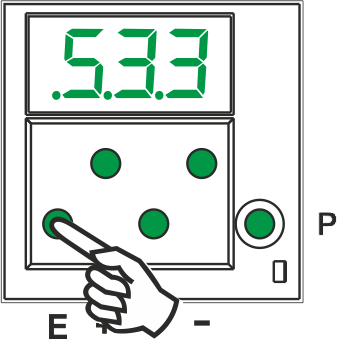 .5.3.3
P
E + -